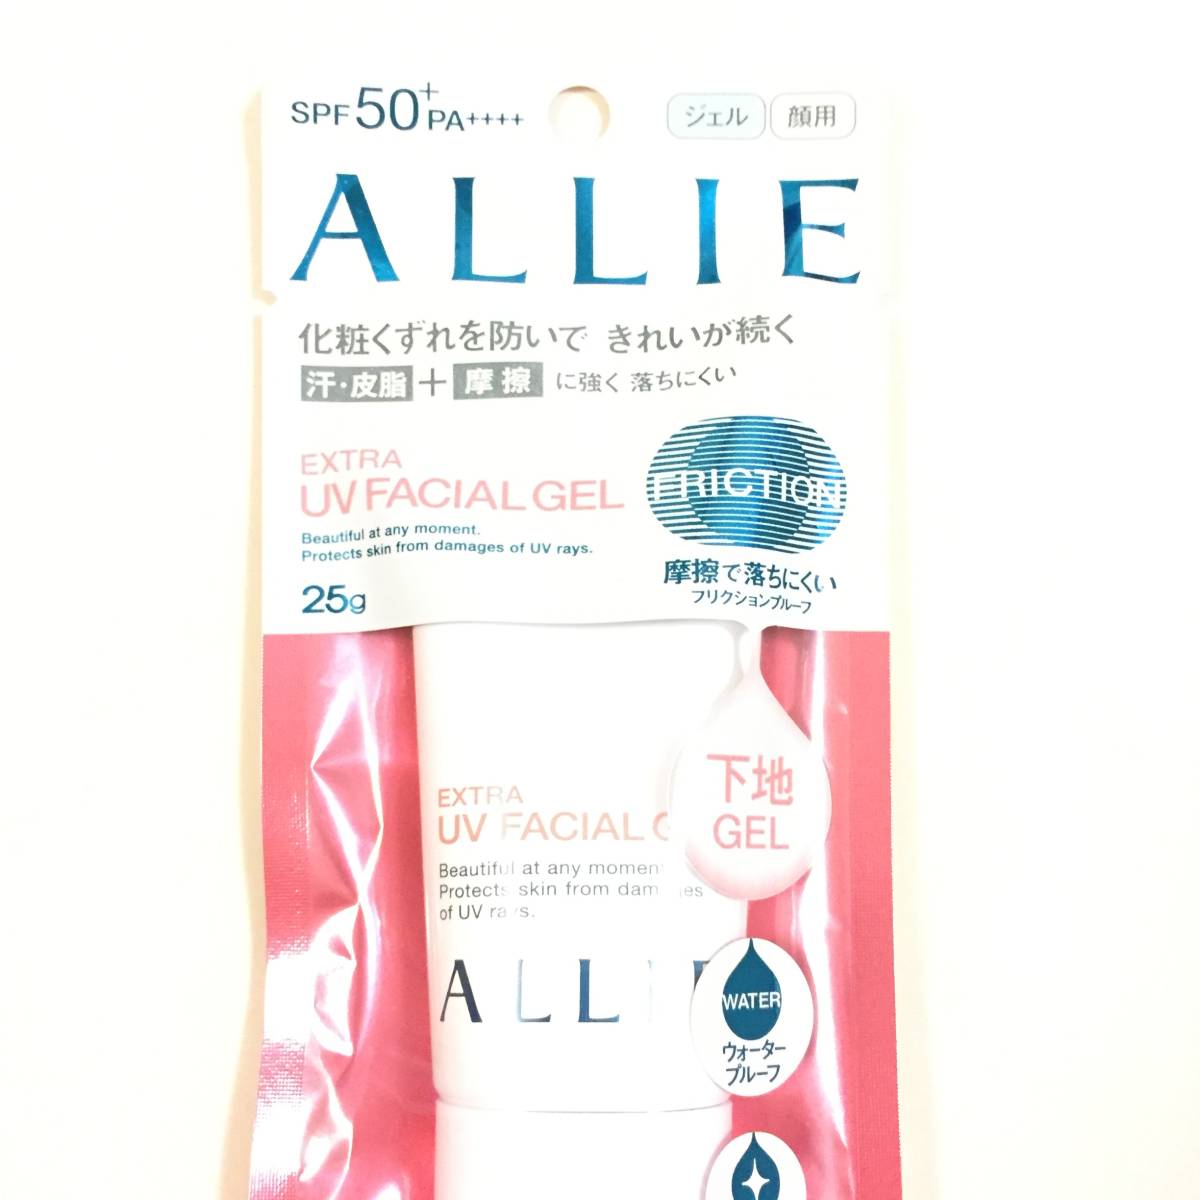 SPF50+ PA++++
ジェル 顔用
ALLIE
化粧くずれを防いで きれいが続く
汗・皮脂＋摩擦 に強く 落ちにくい
EXTRA
UV FACIAL GEL
Beautiful at any moment.
Protects skin from damages of UV rays.
25g
FRICTION
摩擦で落ちにくい
フリクションプルーフ
下地
GEL
EXTRA
UV FACIAL G
Beautiful at any momen
Protects skin from dam es
of UV rays.
ALLIE
WATER
ウォーター
プルーフ